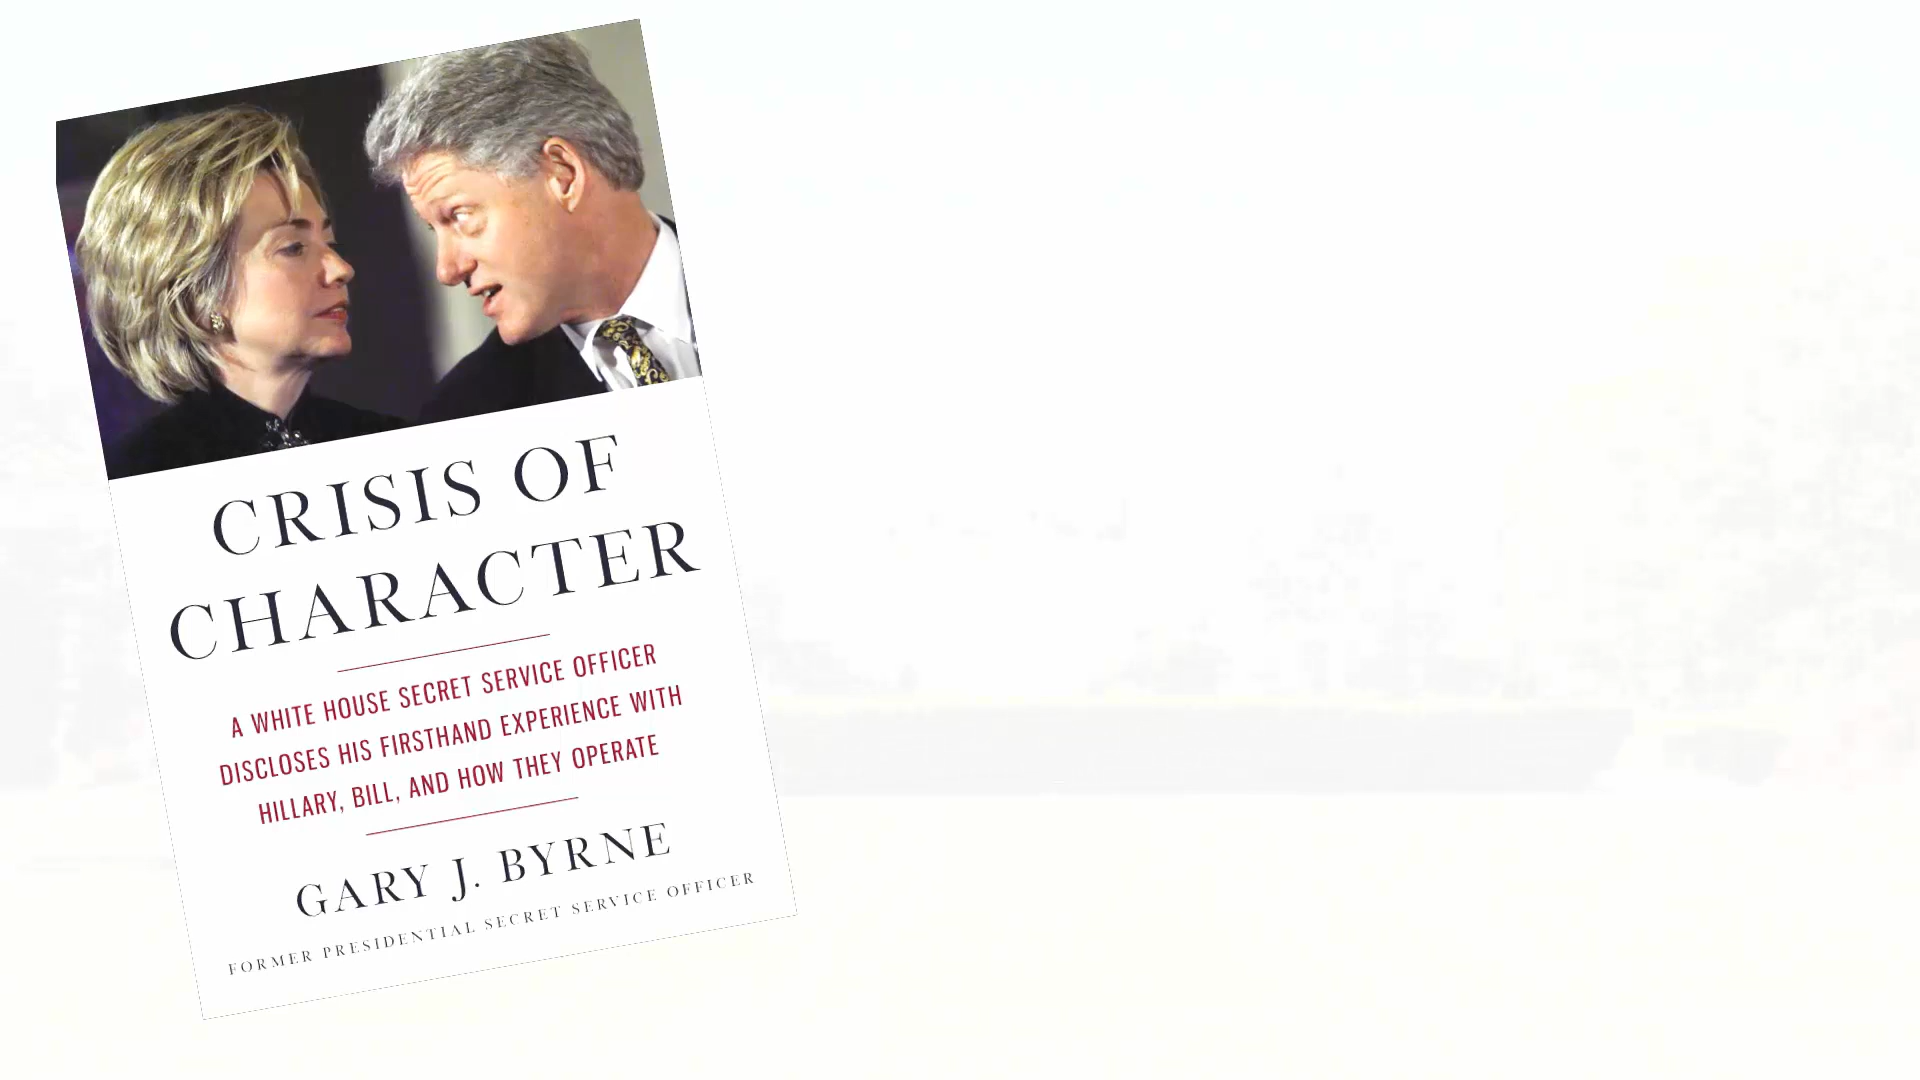 CRISIS OF
CHARACTER
A WHITE HOUSE SECRET SERVICE OFFICER
DISCLOSES HIS FIRSTHAND EXPERIENCE WITH
HILLARY, BILL, AND HOW THEY OPERATE
GARY J. BYRNE
FORMER PRESIDENTIAL SECRET SERVICE OFFICER